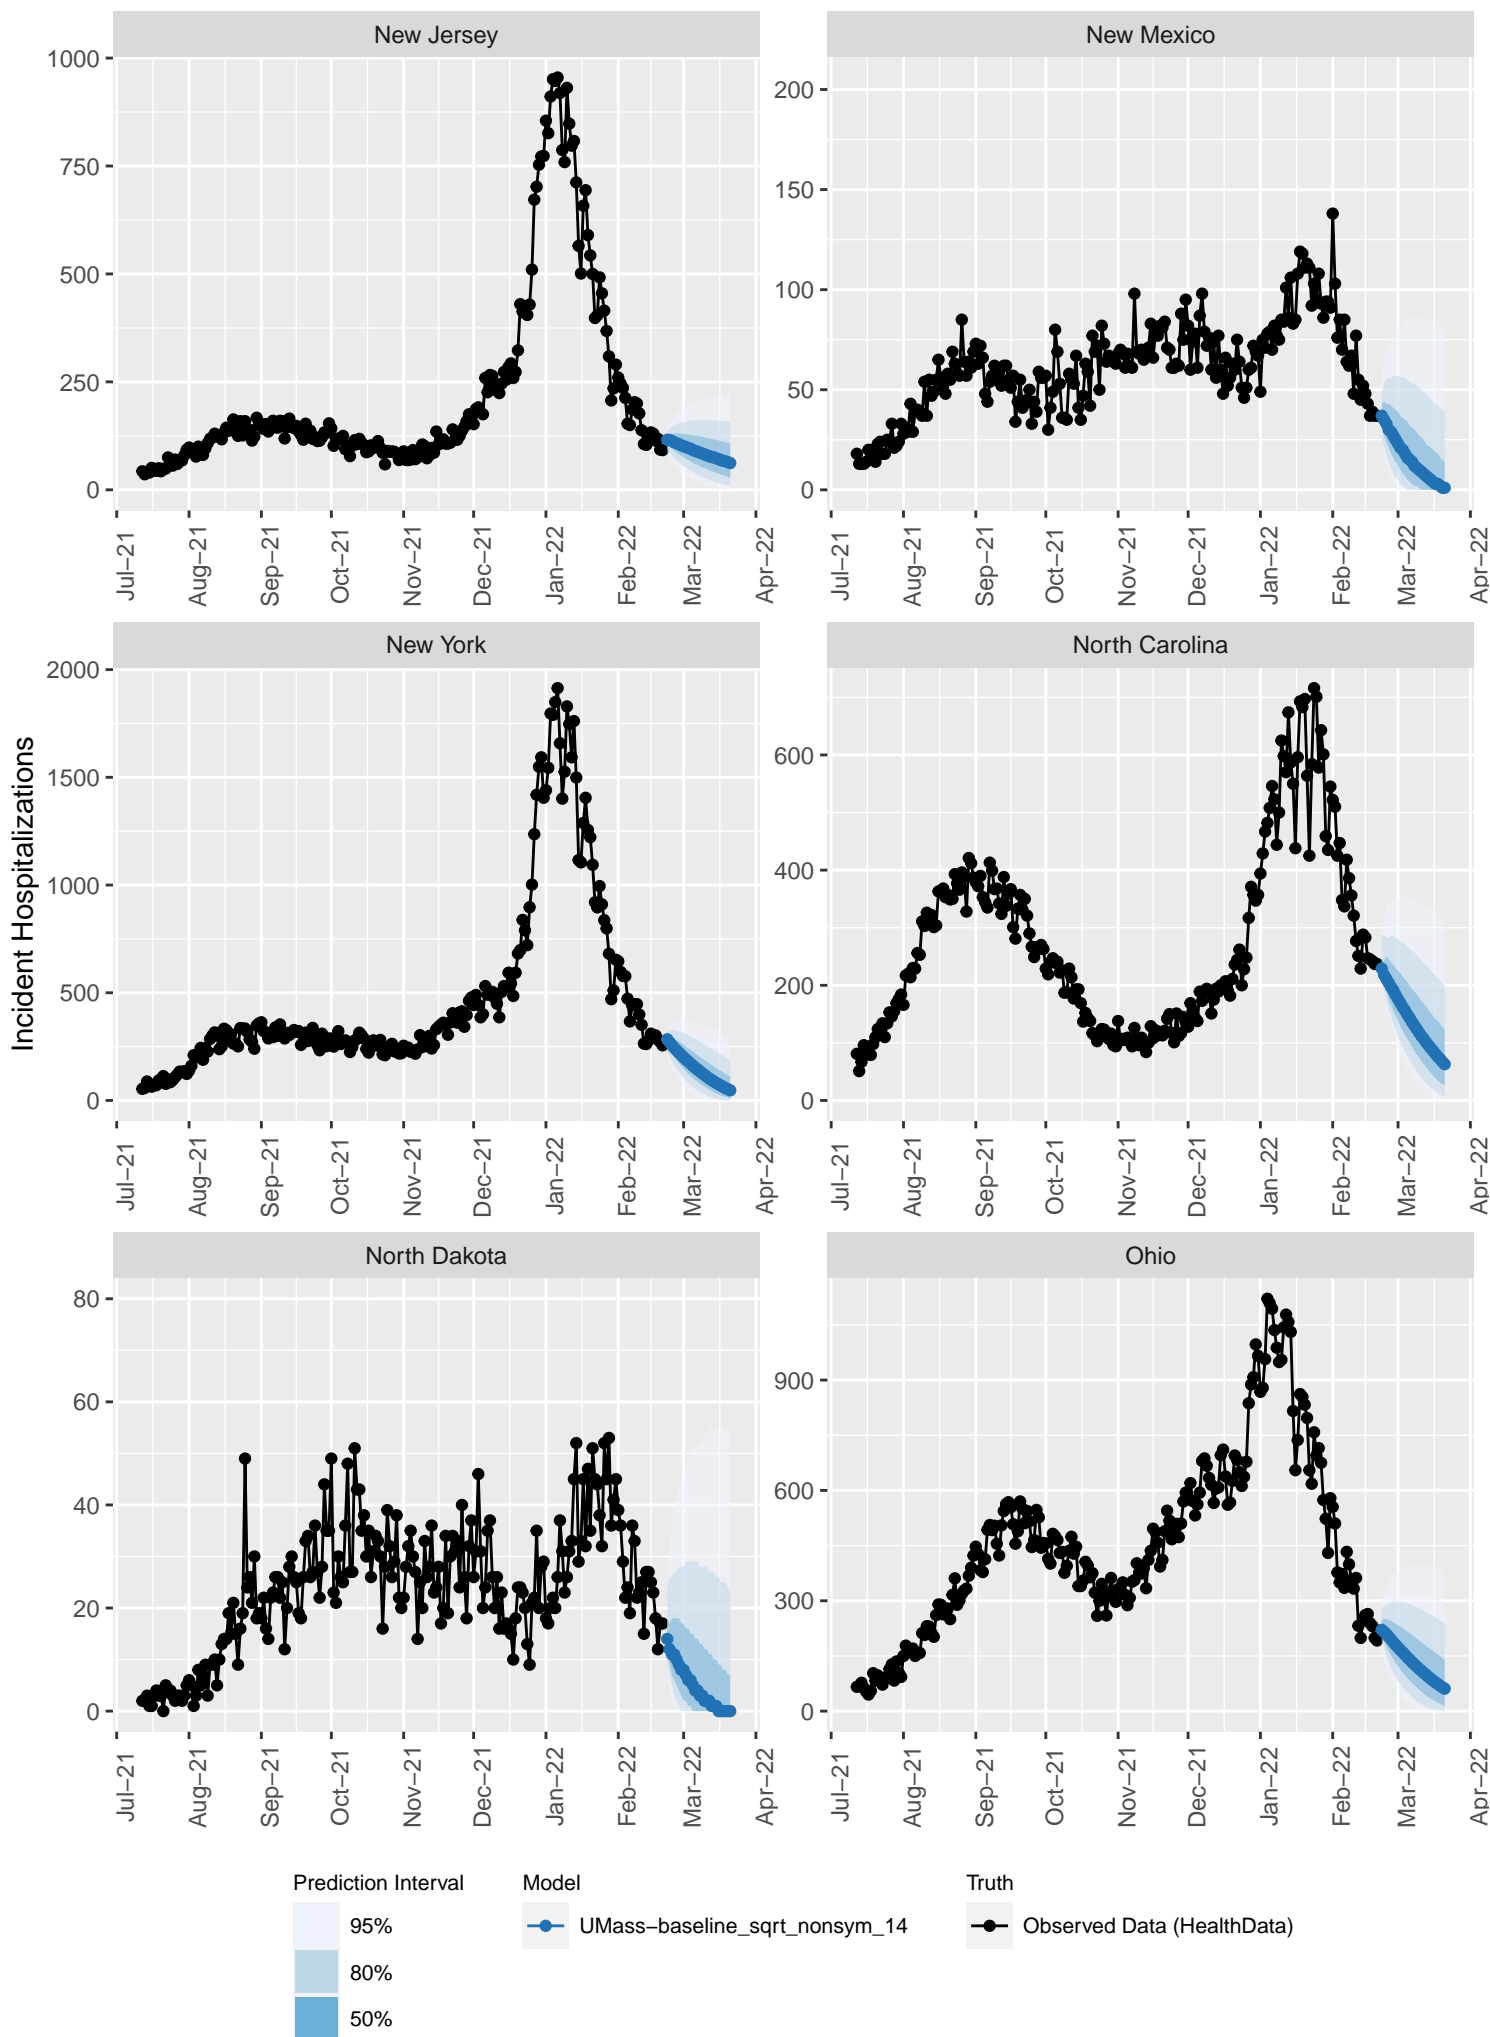 New Jersey
New Mexico
1000
750
500
250
0
200
150
100
50
0
Jul−21
Aug−21
Sep−21
Oct−21
Nov−21
Dec−21
Jan−22
Feb−22
Mar−22
Apr−22
Jul−21
Aug−21
Sep−21
Oct−21
Nov−21
Dec−21
Jan−22
Feb−22
Mar−22
Apr−22
Incident Hospitalizations
New York
North Carolina
2000
1500
1000
500
0
600
400
200
0
Jul−21
Aug−21
Sep−21
Oct−21
Nov−21
Dec−21
Jan−22
Feb−22
Mar−22
Apr−22
Jul−21
Aug−21
Sep−21
Oct−21
Nov−21
Dec−21
Jan−22
Feb−22
Mar−22
Apr−22
North Dakota
Ohio
80
60
40
20
0
900
600
300
0
Jul−21
Aug−21
Sep−21
Oct−21
Nov−21
Dec−21
Jan−22
Feb−22
Mar−22
Apr−22
Jul−21
Aug−21
Sep−21
Oct−21
Nov−21
Dec−21
Jan−22
Feb−22
Mar−22
Apr−22
Prediction Interval
95%
80%
50%
Model
UMass−baseline_sqrt_nonsym_14
Truth
Observed Data (HealthData)